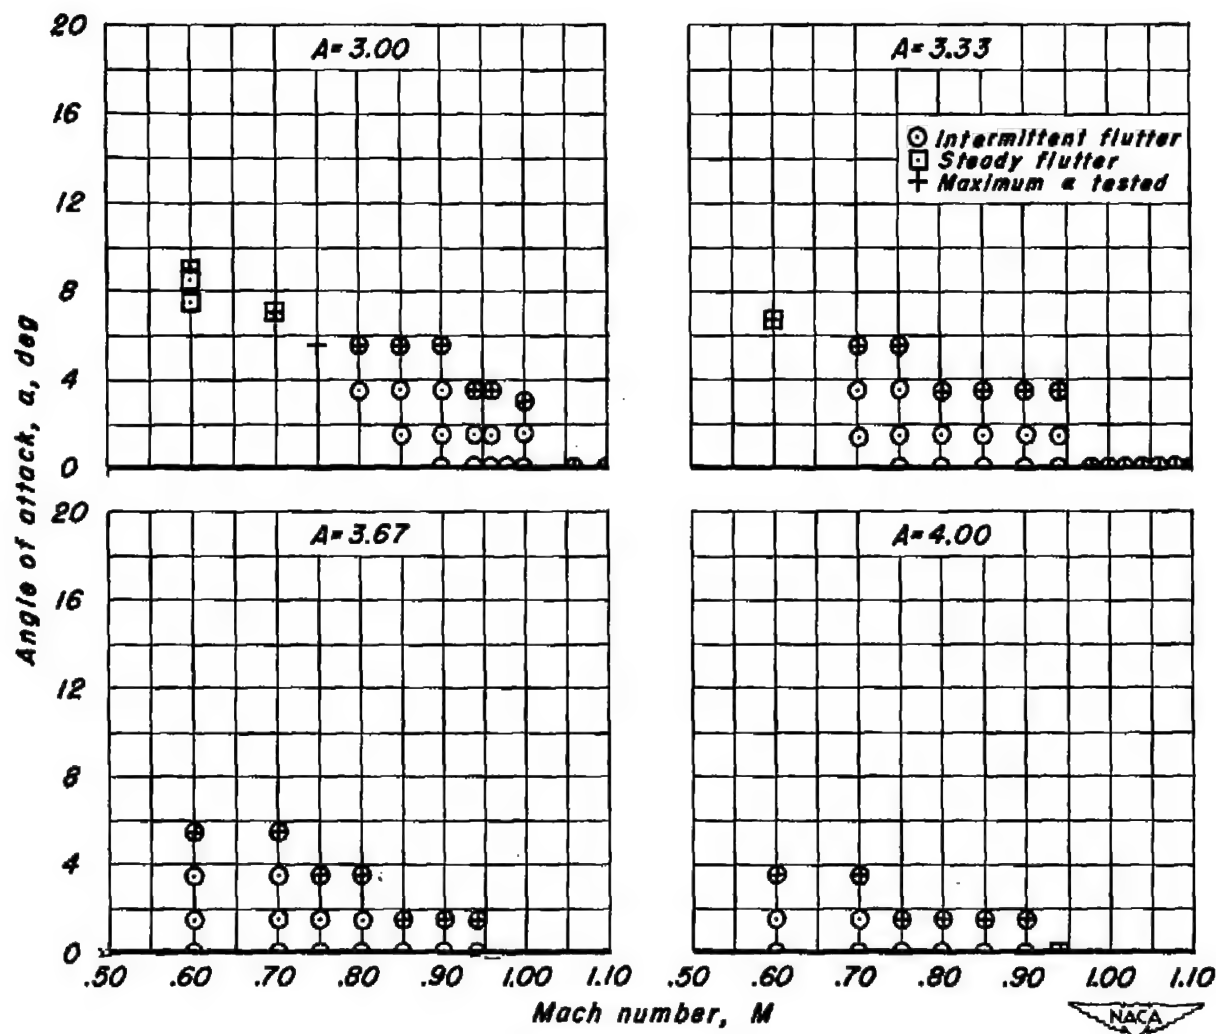 20
16
12
8
4
0
A=3.00
A=3.33
Intermittent flutter
Steady flutter
Maximum α tested
20
16
12
8
4
0
A=3.67
A=4.00
Angle of attack, α, deg
.50 .60 .70 .80 .90 1.00 1.10
.50 .60 .70 .80 .90 1.00 1.10
Mach number, M
NACA